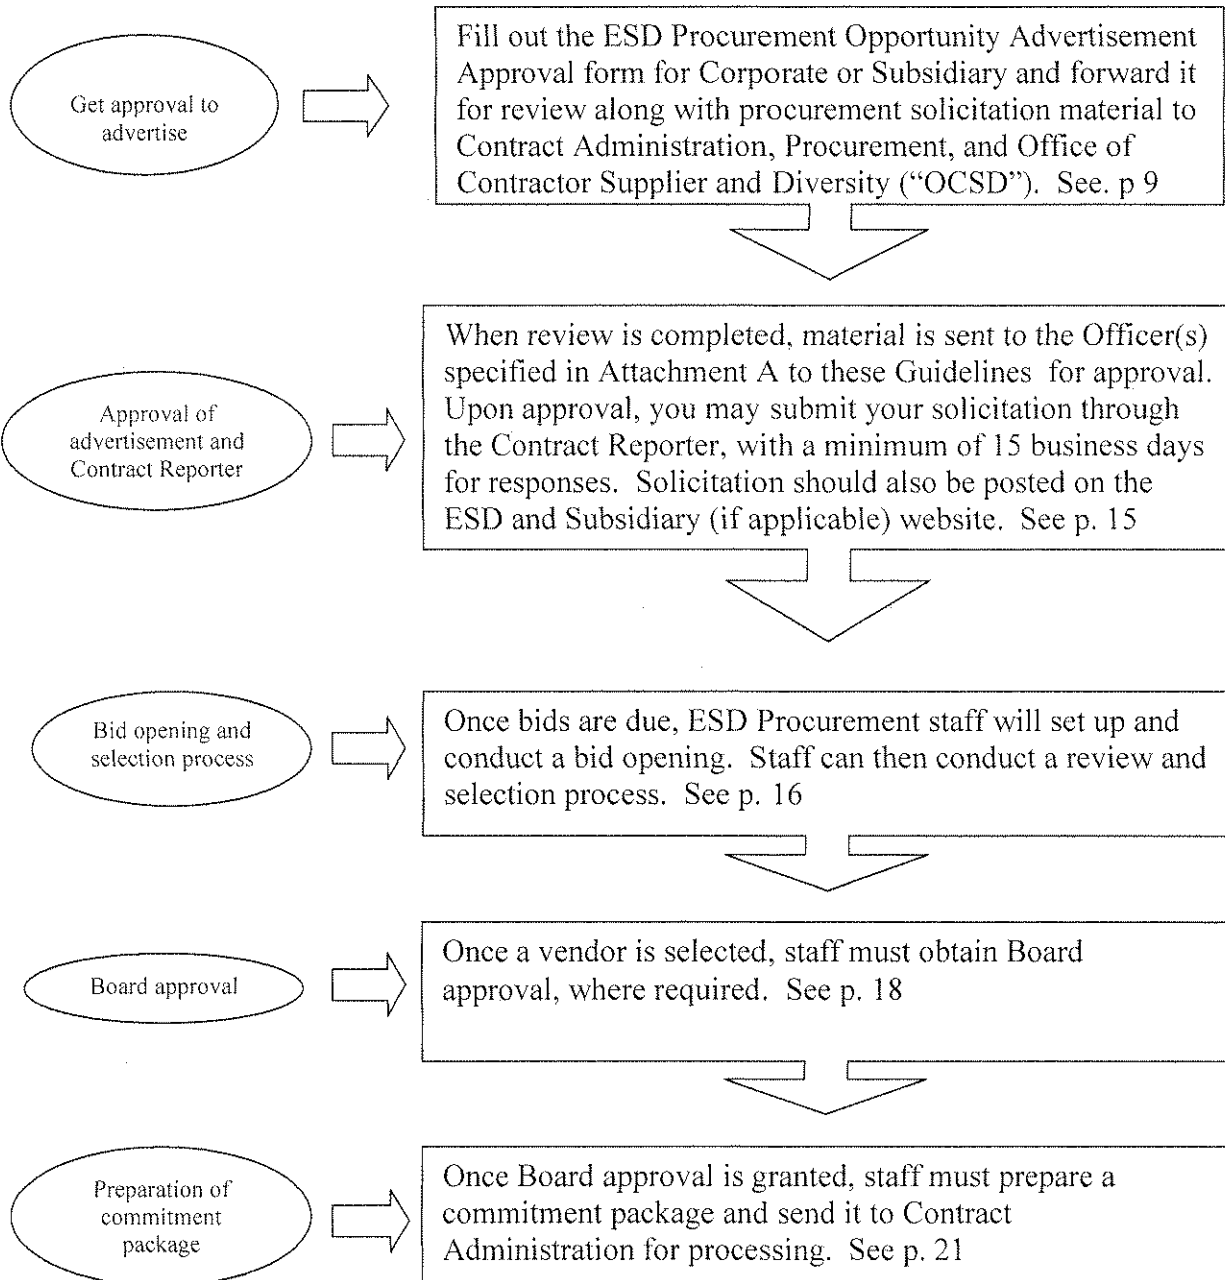 Get approval to
advertise
Fill out the ESD Procurement Opportunity Advertisement
Approval form for Corporate or Subsidiary and forward it
for review along with procurement solicitation material to
Contract Administration, Procurement, and Office of
Contractor Supplier and Diversity (“OCSD”). See. p 9
Approval of
advertisement and
Contract Reporter
When review is completed, material is sent to the Officer(s)
specified in Attachment A to these Guidelines for approval.
Upon approval, you may submit your solicitation through
the Contract Reporter, with a minimum of 15 business days
for responses. Solicitation should also be posted on the
ESD and Subsidiary (if applicable) website. See p. 15
Bid opening and
selection process
Once bids are due, ESD Procurement staff will set up and
conduct a bid opening. Staff can then conduct a review and
selection process. See p. 16
Board approval
Once a vendor is selected, staff must obtain Board
approval, where required. See p. 18
Preparation of
commitment
package
Once Board approval is granted, staff must prepare a
commitment package and send it to Contract
Administration for processing. See p. 21